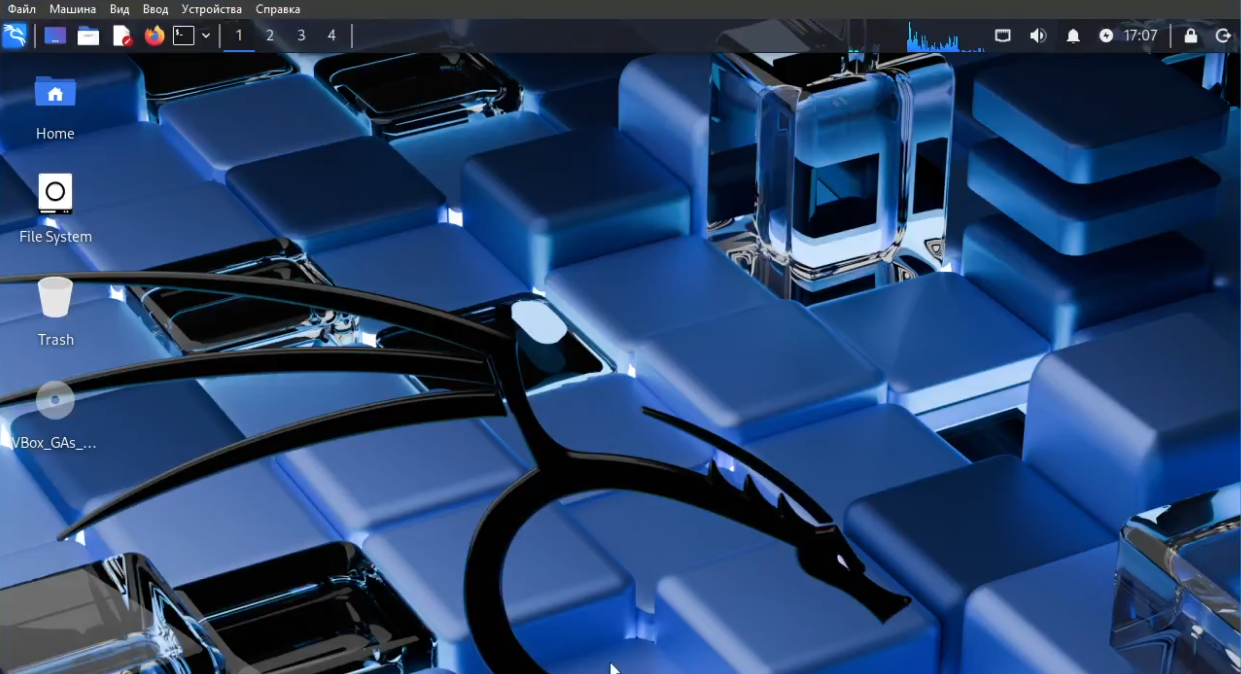 Файл Машина Вид Ввод Устройства Справка
1 2 3 4 17:07
Home
File System
Trash
VBox_GAs_...